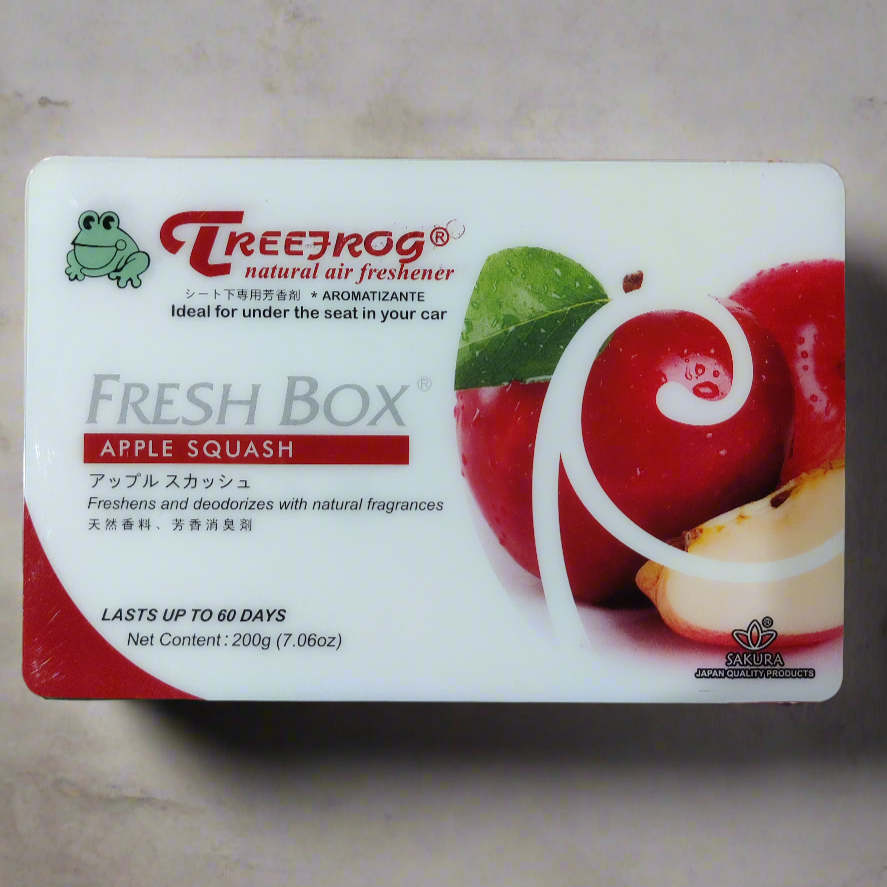 TREEFROG®
natural air freshener
シート下専用芳香剤 * AROMATIZANTE
Ideal for under the seat in your car
FRESH BOX®
APPLE SQUASH
アップル スカッシュ
Freshens and deodorizes with natural fragrances
天然香料、芳香消臭剤
LASTS UP TO 60 DAYS
Net Content : 200g (7.06oz)
®
SAKURA
JAPAN QUALITY PRODUCTS